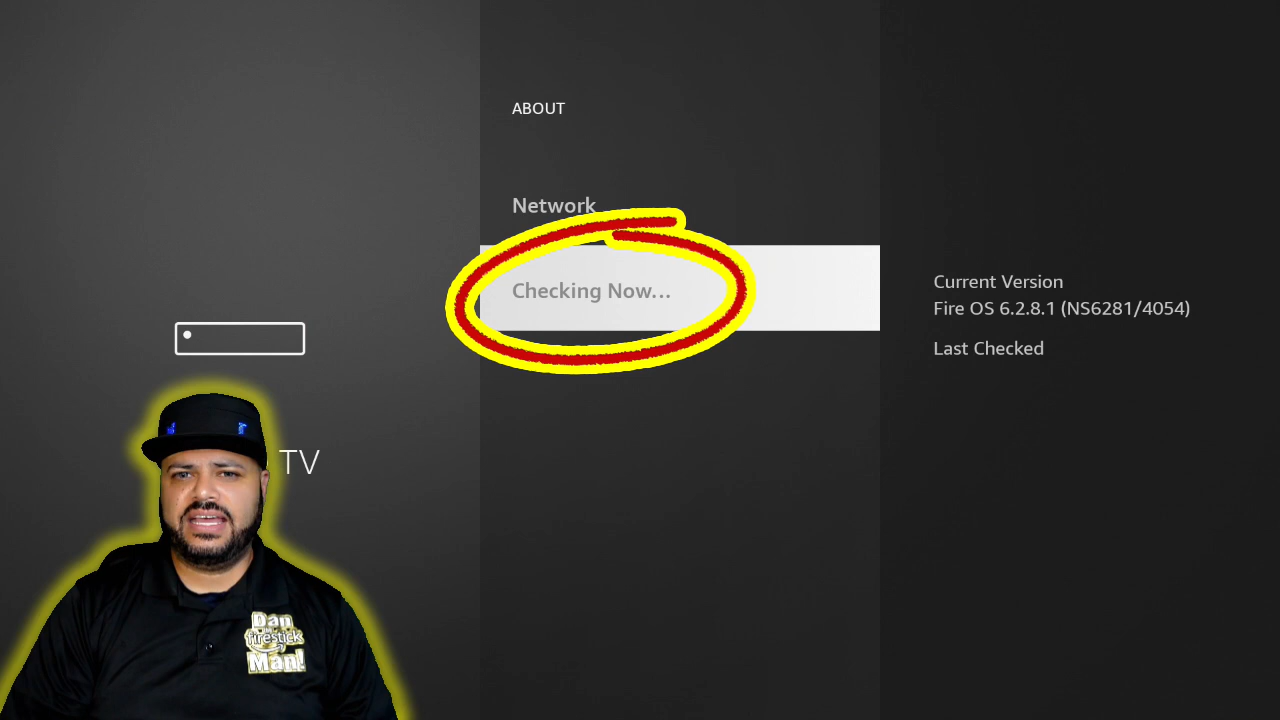 ABOUT
Network
Checking Now...
Current Version
Fire OS 6.2.8.1 (NS6281/4054)
Last Checked
TV
Dan
firestick
Man!